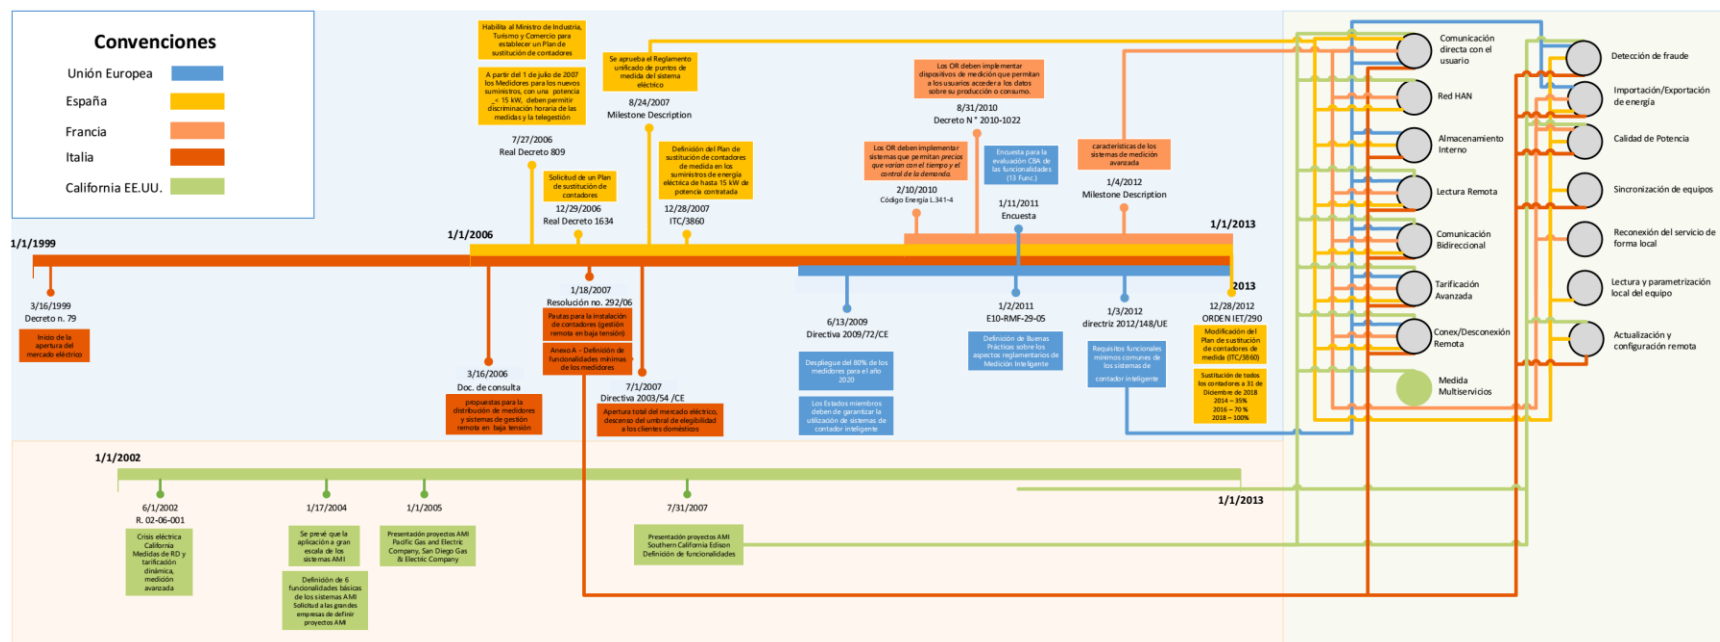 Convenciones
Unión Europea
España
Francia
Italia
California EE.UU.
Habilita al Ministro de Industria,
Turismo y Comercio para
establecer un Plan de
sustitución de contadores
A partir del 1 de julio de 2007
los Medidores para los nuevos
suministros, con una potencia
_< 15 kW, deben permitir
discriminación horaria de las
medidas y la telegestión
7/27/2006
Real Decreto 809
Solicitud de un Plan
de sustitución de
contadores
12/29/2006
Real Decreto 1634
Se aprueba el Reglamento
unificado de puntos de
medida del sistema
eléctrico
8/24/2007
Milestone Description
Definición del Plan de
sustitución de contadores
de medida en los
suministros de energía
eléctrica de hasta 15 kW de
potencia contratada
12/28/2007
ITC/3860
Los OR deben implementar
sistemas que permitan precios
que varían con el tiempo y el
control de la demanda.
2/10/2010
Código Energía L.341-4
Los OR deben implementar
dispositivos de medición que permitan
a los usuarios acceder a los datos
sobre su producción o consumo.
8/31/2010
Decreto N° 2010-1022
Encuesta para la
evaluación CBA de
las funcionalidades
(13 Func.)
1/11/2011
Encuesta
características de los
sistemas de medición
avanzada
1/4/2012
Milestone Description
1/1/1999
1/1/2006
1/1/2013
2013
3/16/1999
Decreto n. 79
Inicio de la
apertura del
mercado eléctrico
3/16/2006
Doc. de consulta
propuestas para la
distribución de medidores
y sistemas de gestión
remota en baja tensión
1/18/2007
Resolución no. 292/06
Pautas para la instalación
de contadores (gestión
remota en baja tensión)
Anexo A - Definición de
funcionalidades mínimas
de los medidores
7/1/2007
Directiva 2003/54 /CE
Apertura total del mercado eléctrico,
descenso del umbral de elegibilidad
a los clientes domésticos
6/13/2009
Directiva 2009/72/CE
Despliegue del 80% de los
medidores para el año
2020
Los Estados miembros
deben de garantizar la
utilización de sistemas de
contador inteligente
1/2/2011
E10-RMF-29-05
Definición de Buenas
Prácticas sobre los
aspectos reglamentarios de
Medición Inteligente
1/3/2012
directriz 2012/148/UE
Requisitos funcionales
mínimos comunes de
los sistemas de
contador inteligente
12/28/2012
ORDEN IET/290
Modificación del
Plan de sustitución
de contadores de
medida (ITC/3860)
Sustitución de todos
los contadores a 31 de
Diciembre de 2018
2014 – 35%
2016 – 70 %
2018 – 100%
1/1/2002
1/1/2013
6/1/2002
R. 02-06-001
Crisis eléctrica
California
Medidas de RD y
tarificación
dinámica,
medición
avanzada
1/17/2004
Se prevé que la
aplicación a gran
escala de los
sistemas AMI
Definición de 6
funcionalidades básicas
de los sistemas AMI
Solicitud a las grandes
empresas de definir
proyectos AMI
1/1/2005
Presentación proyectos AMI
Pacific Gas and Electric
Company, San Diego Gas
& Electric Company
7/31/2007
Presentación proyectos AMI
Southern California Edison
Definición de funcionalidades
Comunicación
directa con el
usuario
Red HAN
Almacenamiento
Interno
Lectura Remota
Comunicación
Bidireccional
Tarificación
Avanzada
Conex/Desconexión
Remota
Medida
Multiservicios
Detección de fraude
Importación/Exportación
de energía
Calidad de Potencia
Sincronización de equipos
Reconexión del servicio de
forma local
Lectura y parametrización
local del equipo
Actualización y
configuración remota